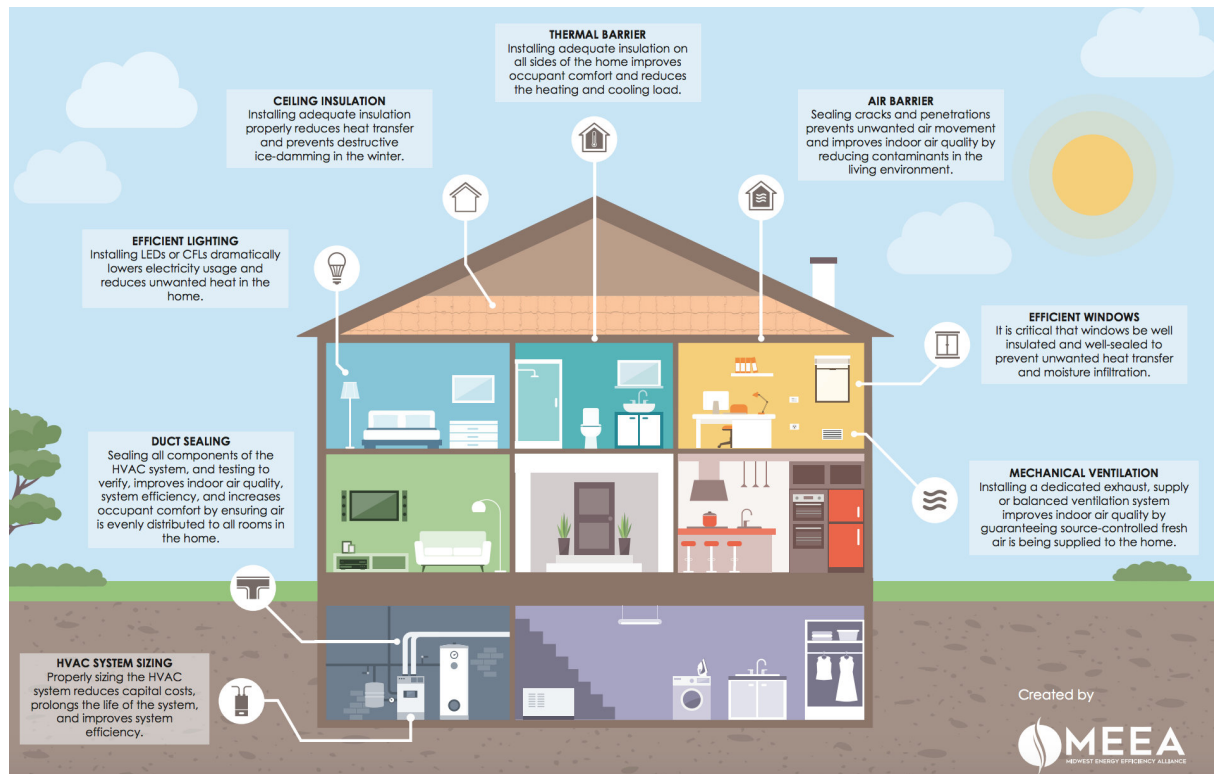 THERMAL BARRIER
Installing adequate insulation on
all sides of the home improves
occupant comfort and reduces
the heating and cooling load.
CEILING INSULATION
Installing adequate insulation
properly reduces heat transfer
and prevents destructive
ice-damming in the winter.
AIR BARRIER
Sealing cracks and penetrations
prevents unwanted air movement
and improves indoor air quality by
reducing contaminants in the
living environment.
EFFICIENT LIGHTING
Installing LEDs or CFLs dramatically
lowers electricity usage and
reduces unwanted heat in the
home.
EFFICIENT WINDOWS
It is critical that windows be well
insulated and well-sealed to
prevent unwanted heat transfer
and moisture infiltration.
DUCT SEALING
Sealing all components of the
HVAC system, and testing to
verify, improves indoor air quality,
system efficiency, and increases
occupant comfort by ensuring air
is evenly distributed to all rooms in
the home.
MECHANICAL VENTILATION
Installing a dedicated exhaust, supply
or balanced ventilation system
improves indoor air quality by
guaranteeing source-controlled fresh
air is being supplied to the home.
HVAC SYSTEM SIZING
Properly sizing the HVAC
system reduces capital costs,
prolongs the life of the system,
and improves system
efficiency.
Created by
MEEA
MIDWEST ENERGY EFFICIENCY ALLIANCE